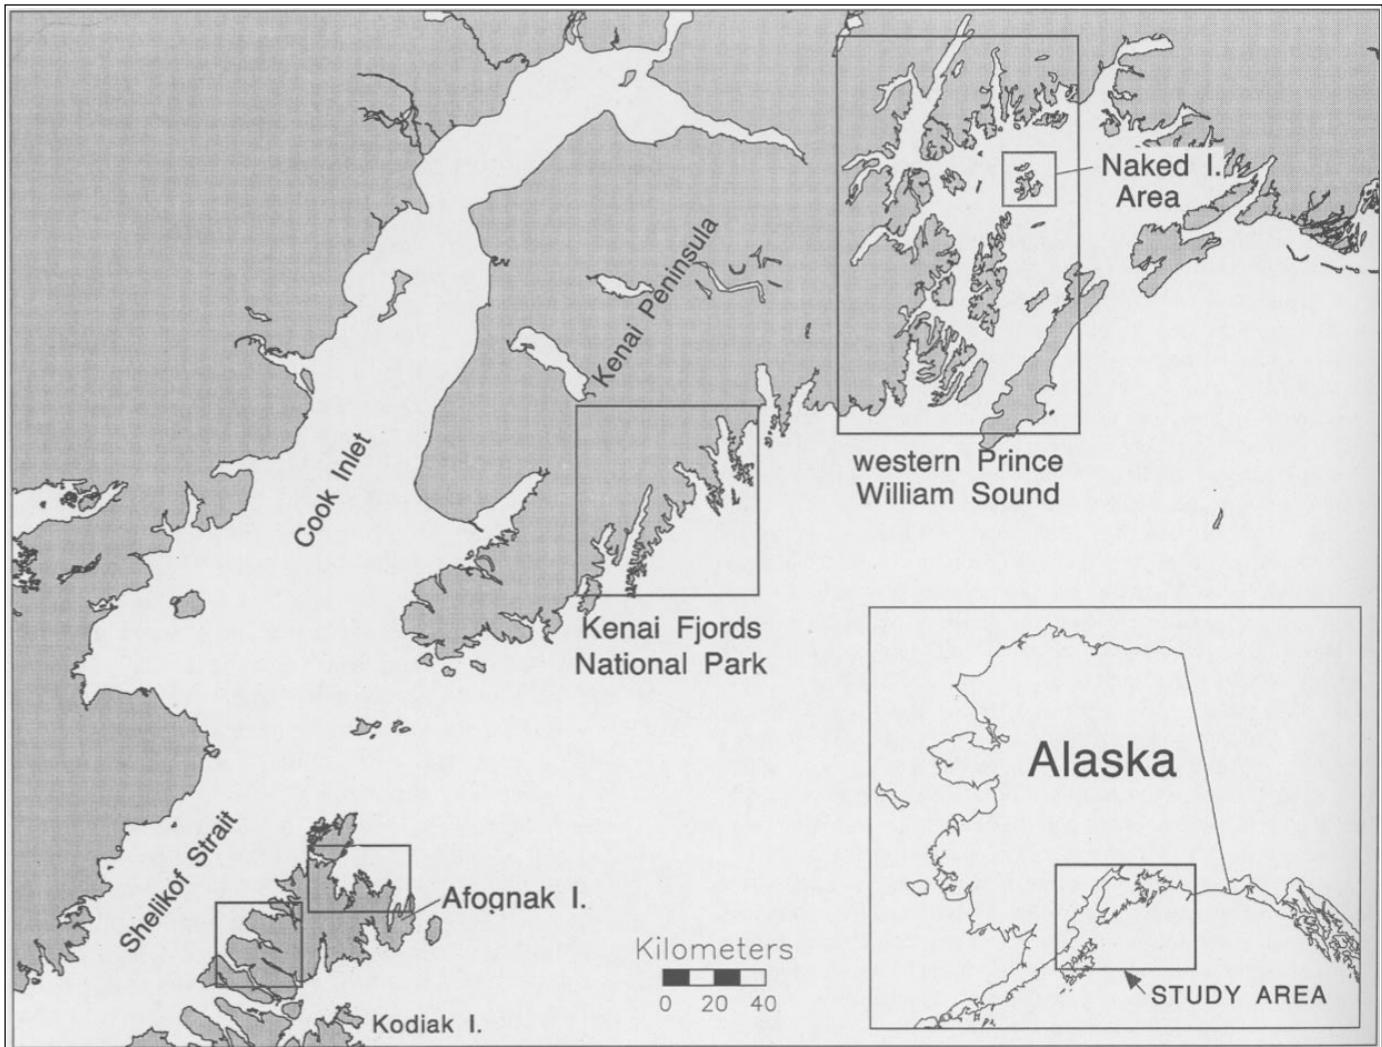 Naked I.
Area
Kenai Peninsula
Cook Inlet
western Prince
William Sound
Kenai Fjords
National Park
Alaska
Shelikof Strait
Afognak I.
Kilometers
0 20 40
STUDY AREA
Kodiak I.